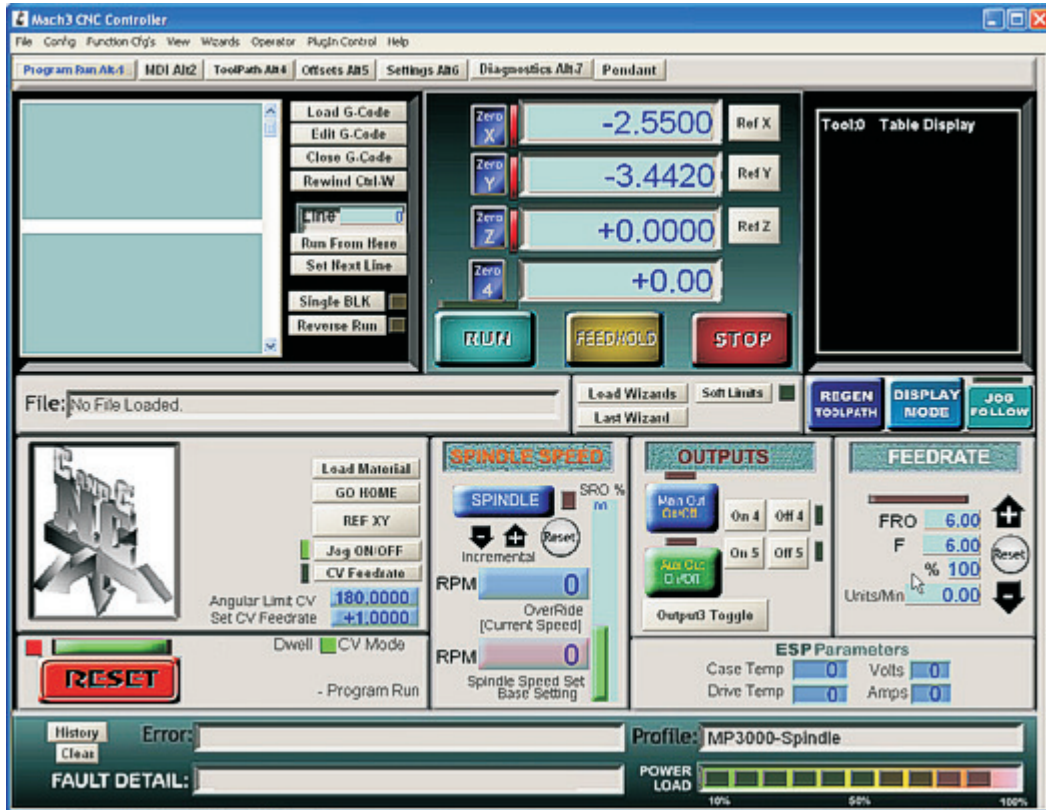 Mach3 CNC Controller
File Config Function Cfg's View Wizards Operator PlugIn Control Help
Program Run Alt-1 MDI Alt2 ToolPath Alt4 Offsets Alt5 Settings Alt6 Diagnostics Alt-7 Pendant
Load G-Code
Edit G-Code
Close G-Code
Rewind Ctrl-W
Line 0
Run From Here
Set Next Line
Single BLK
Reverse Run
Zero X -2.5500 Ref X
Zero Y -3.4420 Ref Y
Zero Z +0.0000 Ref Z
Zero 4 +0.00
RUN FEEDHOLD STOP
Tool:0 Table Display
File: No File Loaded.
Load Wizards Soft Limits
Last Wizard
REGEN TOOLPATH
DISPLAY MODE
JOG FOLLOW
C AND C
N.C.
Load Material
GO HOME
REF XY
Jog ON/OFF
CV Feedrate
Angular Limit CV 180.0000
Set CV Feedrate +1.0000
SPINDLE SPEED
SPINDLE SRO %
Reset
Incremental
RPM 0
OverRide
[Current Speed]
RPM 0
Spindle Speed Set
Base Setting
OUTPUTS
Main Out On/Off On 4 Off 4
Aux Out On/Off On 5 Off 5
Output3 Toggle
FEEDRATE
FRO 6.00
F 6.00
Reset
% 100
Units/Min 0.00
RESET
Dwell CV Mode
- Program Run
ESP Parameters
Case Temp 0 Volts 0
Drive Temp 0 Amps 0
History Error:
Clear
FAULT DETAIL:
Profile: MP3000-Spindle
POWER LOAD
10% 50% 100%